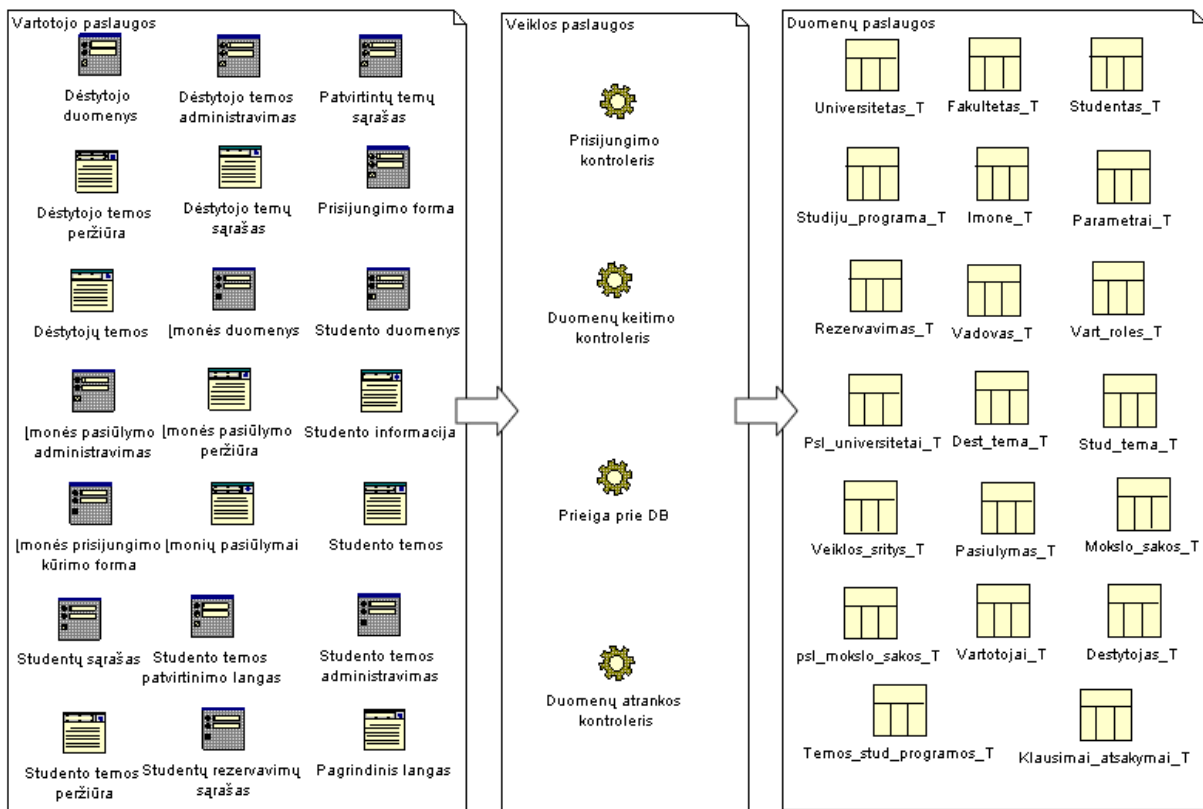 Vartotojo paslaugos
Dėstytojo
duomenys
Dėstytojo temos
administravimas
Patvirtintų temų
sąrašas
Dėstytojo temos
peržiūra
Dėstytojo temų
sąrašas
Prisijungimo forma
Dėstytojų temos
Įmonės duomenys
Studento duomenys
Įmonės pasiūlymo
administravimas
Įmonės pasiūlymo
peržiūra
Studento informacija
Įmonės prisijungimo
kūrimo forma
Įmonių pasiūlymai
Studento temos
Studentų sąrašas
Studento temos
patvirtinimo langas
Studento temos
administravimas
Studento temos
peržiūra
Studentų rezervavimų
sąrašas
Pagrindinis langas
Veiklos paslaugos
Prisijungimo
kontroleris
Duomenų keitimo
kontroleris
Prieiga prie DB
Duomenų atrankos
kontroleris
Duomenų paslaugos
Universitetas_T
Fakultetas_T
Studentas_T
Studiju_programa_T
Imone_T
Parametrai_T
Rezervavimas_T
Vadovas_T
Vart_roles_T
Psl_universitetai_T
Dest_tema_T
Stud_tema_T
Veiklos_sritys_T
Pasiulymas_T
Mokslo_sakos_T
psl_mokslo_sakos_T
Vartotojai_T
Destytojas_T
Temos_stud_programos_T
Klausimai_atsakymai_T